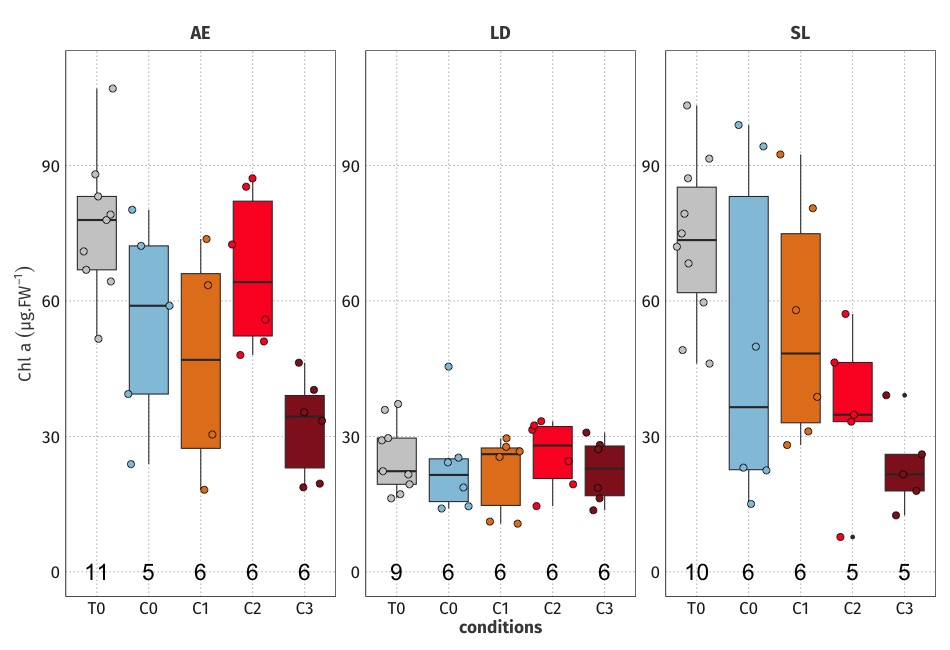 AE LD SL
90 90 90
60 60 60
30 30 30
0 0 0
Chl a (µg.FW⁻¹)
11 5 6 6 6 9 6 6 6 6 10 6 6 5 5
T0 C0 C1 C2 C3 T0 C0 C1 C2 C3 T0 C0 C1 C2 C3
conditions